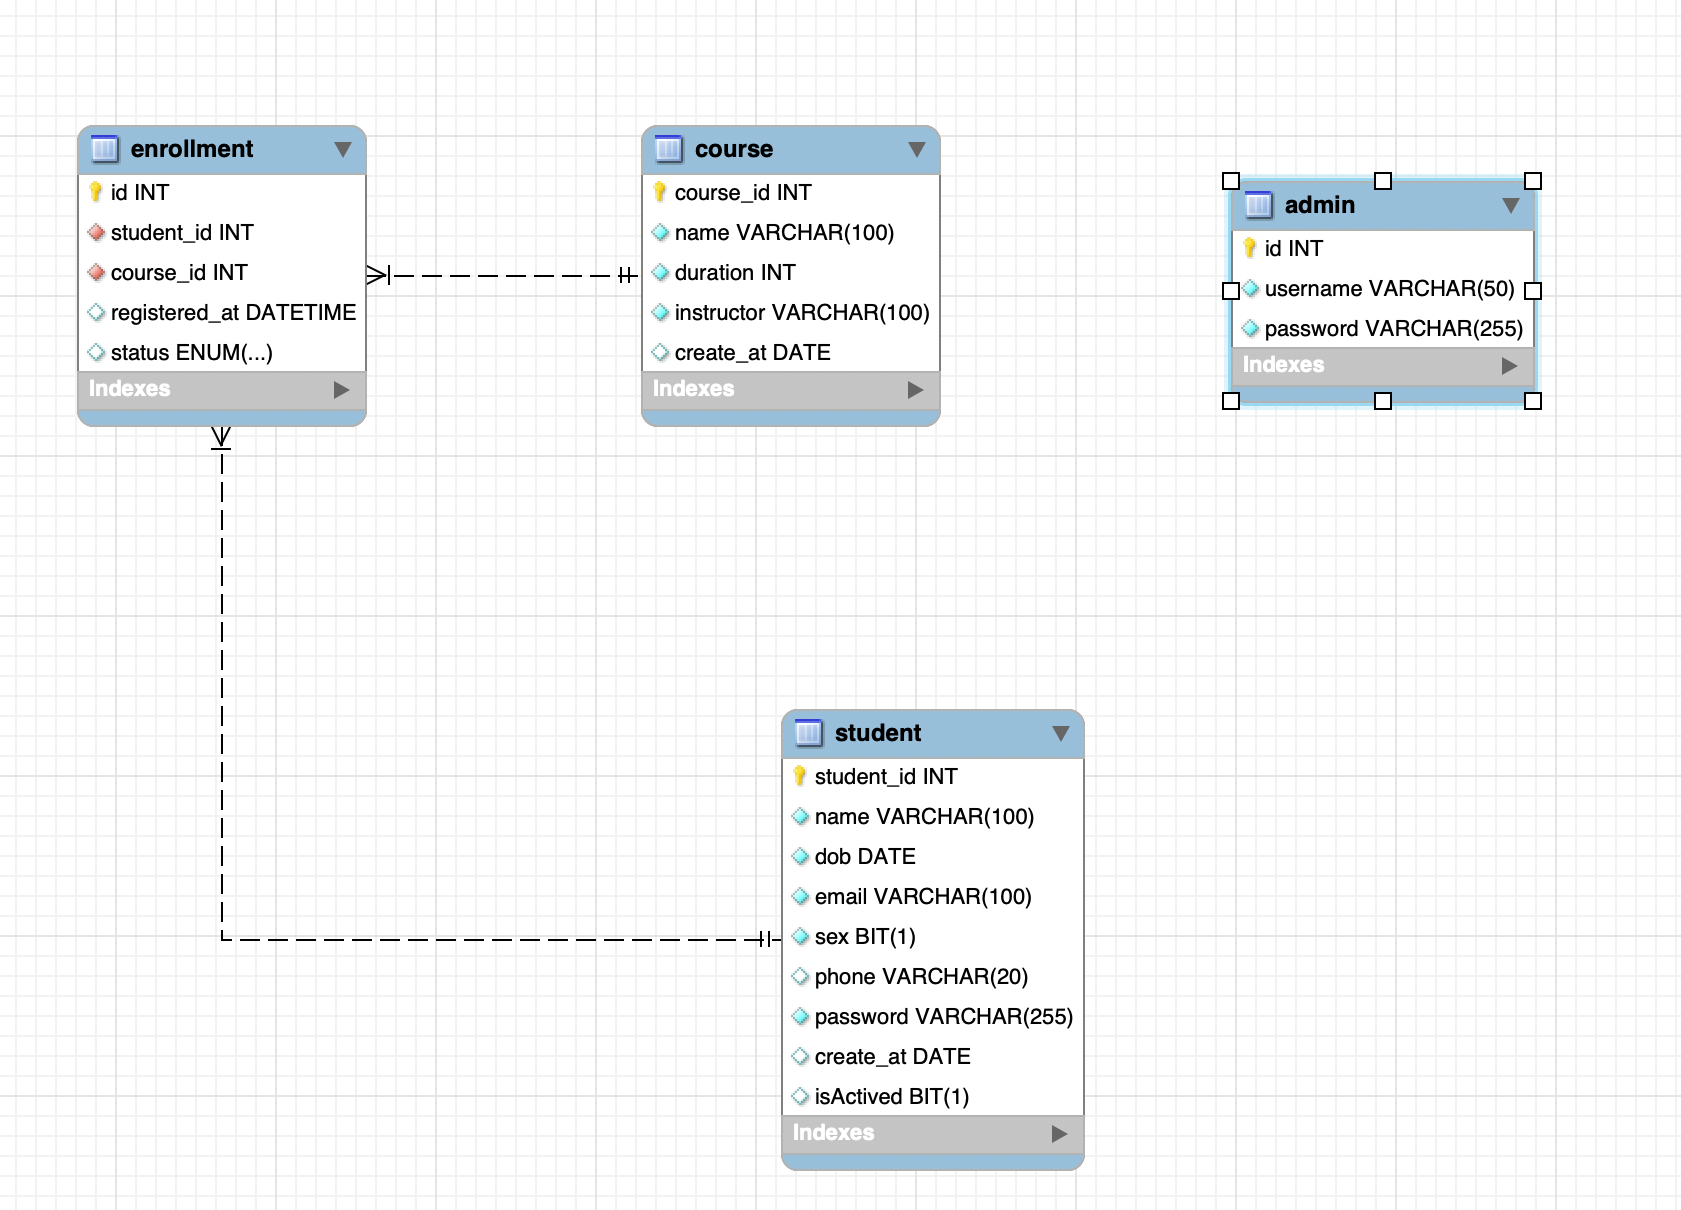 enrollment
id INT
student_id INT
course_id INT
registered_at DATETIME
status ENUM(...)
Indexes
course
course_id INT
name VARCHAR(100)
duration INT
instructor VARCHAR(100)
create_at DATE
Indexes
admin
id INT
username VARCHAR(50)
password VARCHAR(255)
Indexes
student
student_id INT
name VARCHAR(100)
dob DATE
email VARCHAR(100)
sex BIT(1)
phone VARCHAR(20)
password VARCHAR(255)
create_at DATE
isActived BIT(1)
Indexes